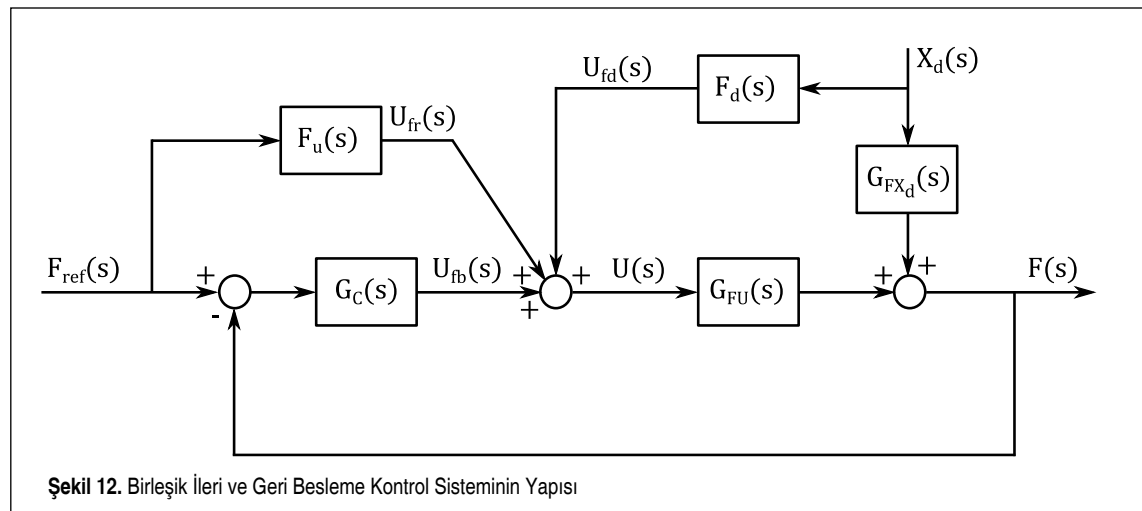 X_d(s)
U_fd(s)
F_d(s)
U_fr(s)
F_u(s)
G_FX_d(s)
F_ref(s)
+
-
G_C(s)
U_fb(s)
+
+
+
U(s)
G_FU(s)
+
+
F(s)
Şekil 12. Birleşik İleri ve Geri Besleme Kontrol Sisteminin Yapısı